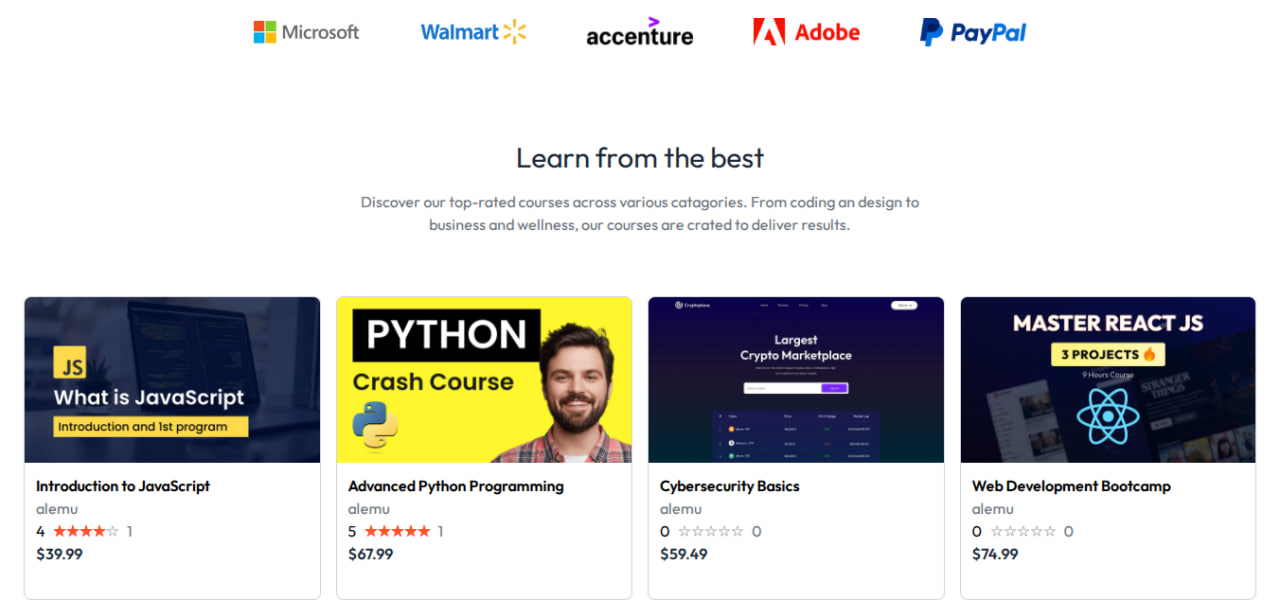 Microsoft Walmart accenture Adobe PayPal
Learn from the best
Discover our top-rated courses across various catagories. From coding an design to
business and wellness, our courses are crated to deliver results.
JS
What is JavaScript
Introduction and 1st program
Introduction to JavaScript
alemu
4 ★★★★☆ 1
$39.99
PYTHON
Crash Course
Advanced Python Programming
alemu
5 ★★★★★ 1
$67.99
Largest
Crypto Marketplace
Cybersecurity Basics
alemu
0 ☆☆☆☆☆ 0
$59.49
MASTER REACT JS
3 PROJECTS 🔥
9 Hours Course
STRANGER
THINGS
Web Development Bootcamp
alemu
0 ☆☆☆☆☆ 0
$74.99